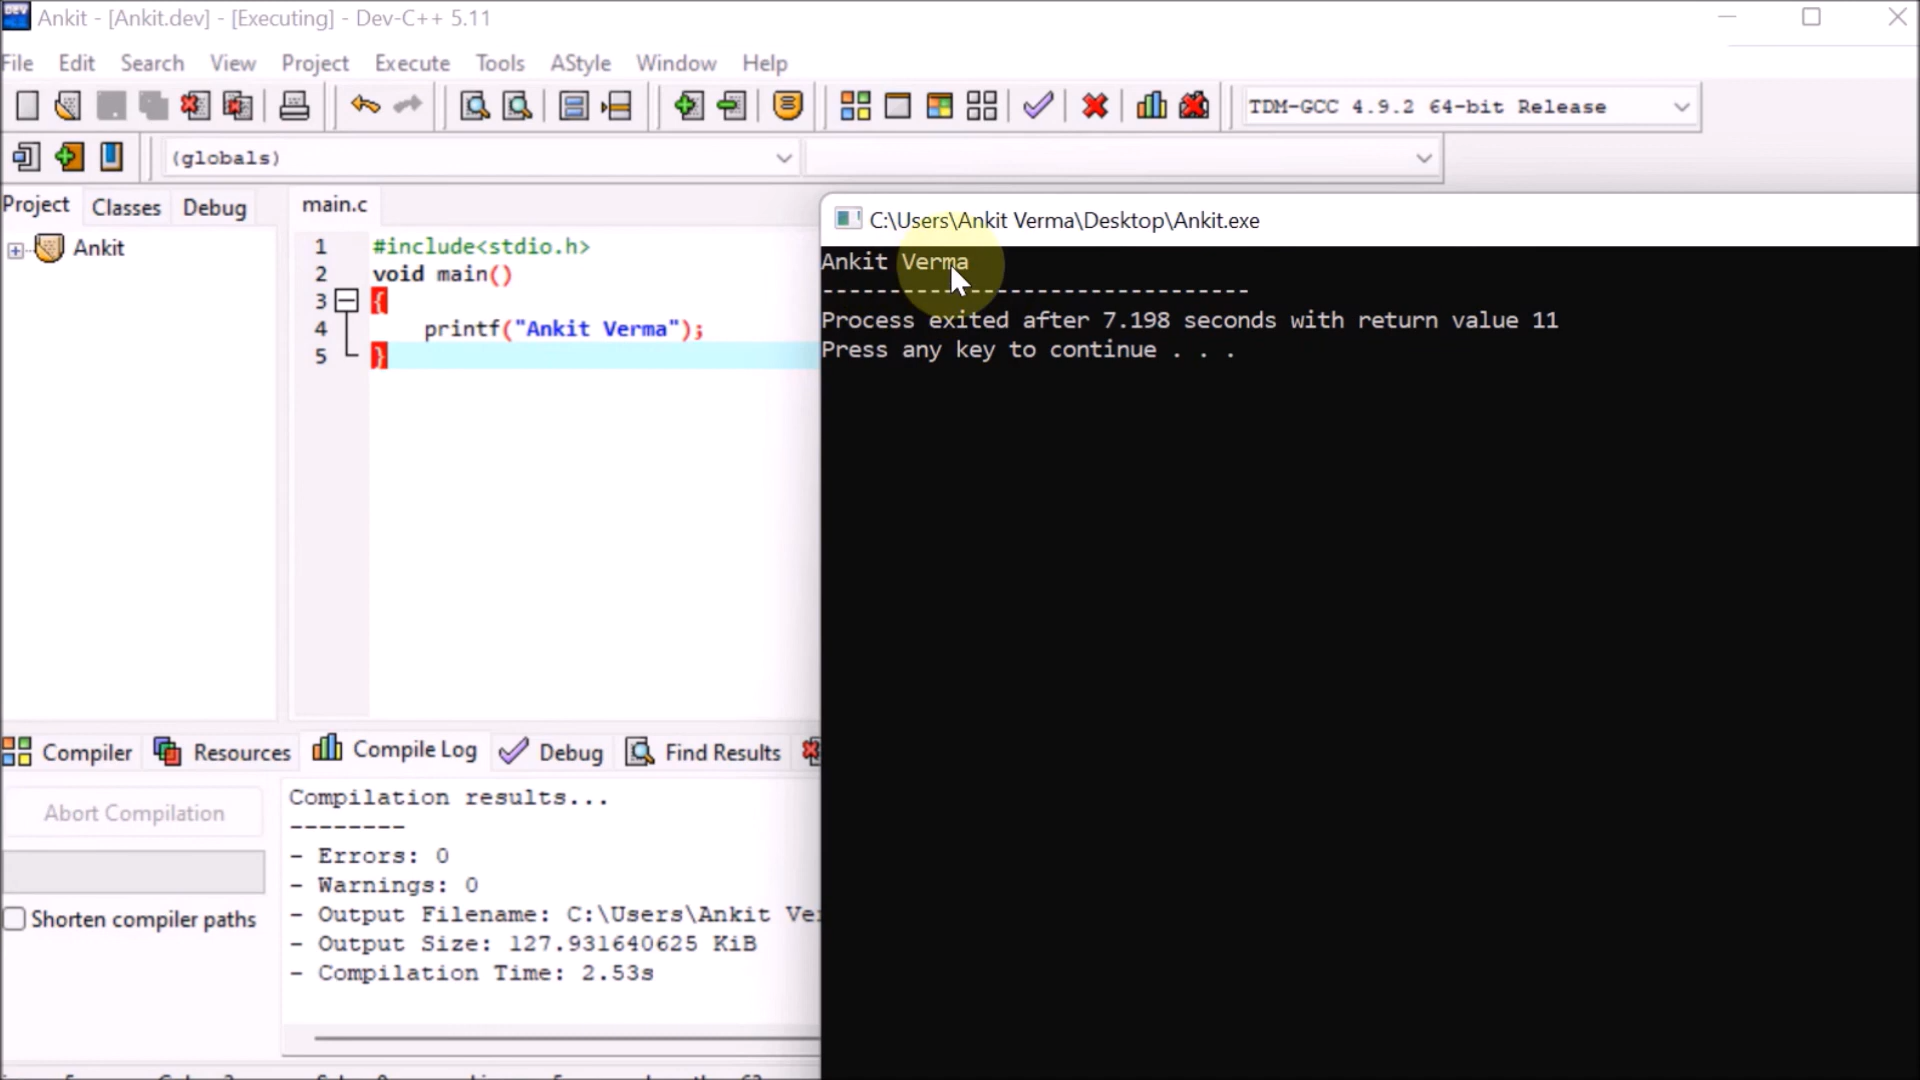 Ankit - [Ankit.dev] - [Executing] - Dev-C++ 5.11
File Edit Search View Project Execute Tools AStyle Window Help
TDM-GCC 4.9.2 64-bit Release
(globals)
Project Classes Debug
main.c
Ankit
1 #include<stdio.h>
2 void main()
3 {
4 printf("Ankit Verma");
5 }
C:\Users\Ankit Verma\Desktop\Ankit.exe
Ankit Verma
--------------------------------
Process exited after 7.198 seconds with return value 11
Press any key to continue . . .
Compiler Resources Compile Log Debug Find Results
Abort Compilation
Shorten compiler paths
Compilation results...
--------
- Errors: 0
- Warnings: 0
- Output Filename: C:\Users\Ankit
- Output Size: 127.931640625 KiB
- Compilation Time: 2.53s